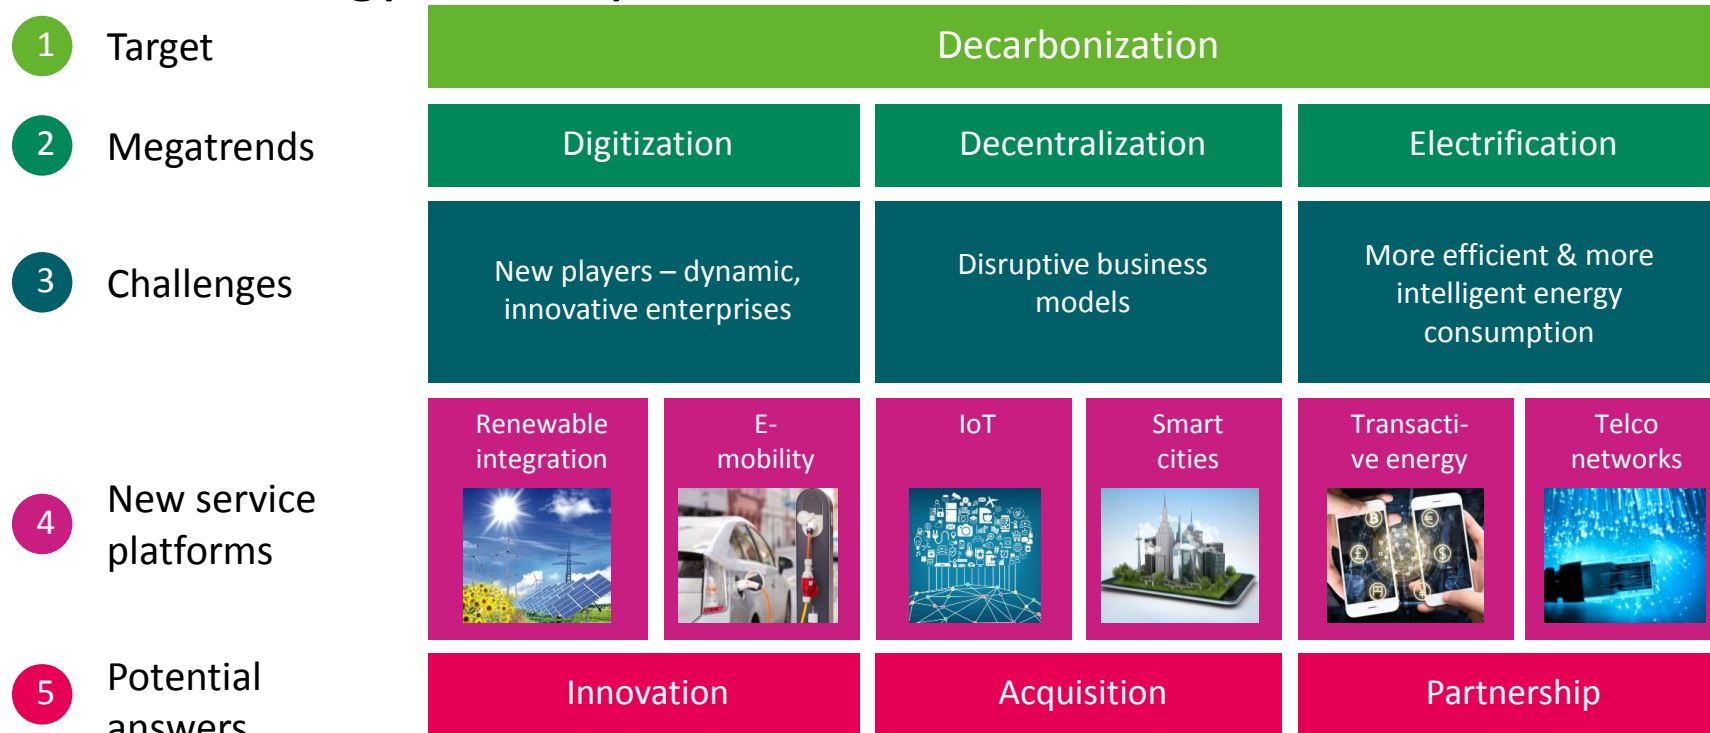 1 Target
Decarbonization
2 Megatrends
Digitization
Decentralization
Electrification
3 Challenges
New players – dynamic,
innovative enterprises
Disruptive business
models
More efficient & more
intelligent energy
consumption
4 New service
platforms
Renewable
integration
E-
mobility
IoT
Smart
cities
Transacti-
ve energy
Telco
networks
5 Potential
answers
Innovation
Acquisition
Partnership